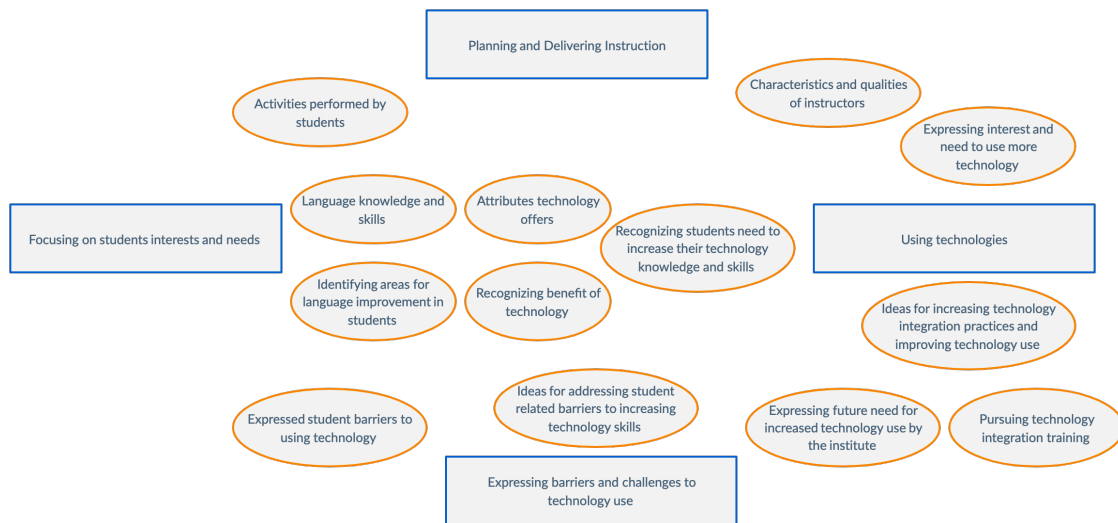 Planning and Delivering Instruction
Activities performed by
students
Characteristics and qualities
of instructors
Expressing interest and
need to use more
technology
Language knowledge and
skills
Attributes technology
offers
Recognizing students need to
increase their technology
knowledge and skills
Focusing on students interests and needs
Using technologies
Identifying areas for
language improvement in
students
Recognizing benefit of
technology
Ideas for increasing technology
integration practices and
improving technology use
Expressed student barriers to
using technology
Ideas for addressing student
related barriers to increasing
technology skills
Expressing future need for
increased technology use by
the institute
Pursuing technology
integration training
Expressing barriers and challenges to
technology use